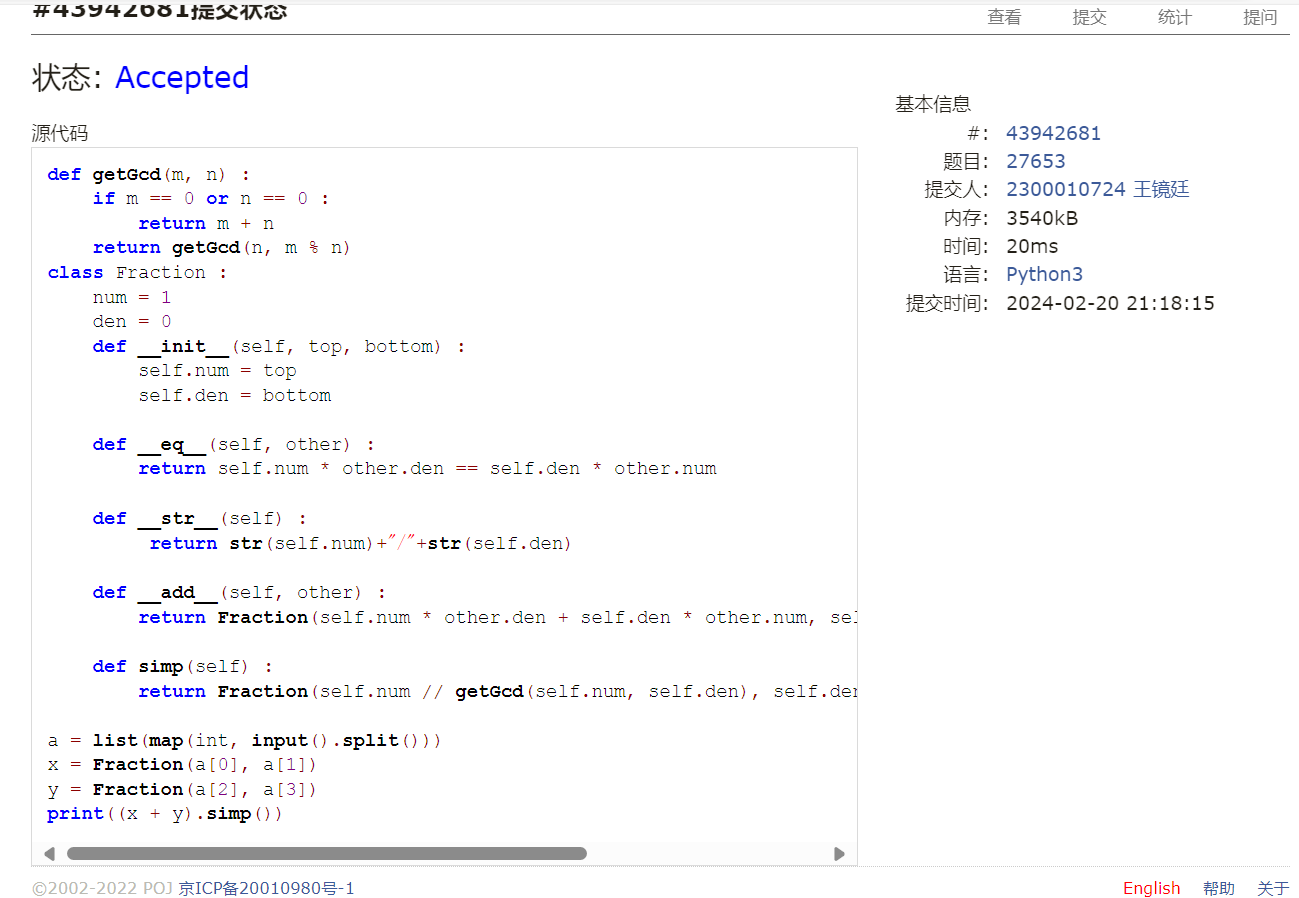 #43942681提交状态
查看 提交 统计 提问
状态: Accepted
源代码
def getGcd(m, n) :
    if m == 0 or n == 0 :
        return m + n
    return getGcd(n, m % n)
class Fraction :
    num = 1
    den = 0
    def __init__(self, top, bottom) :
        self.num = top
        self.den = bottom
    def __eq__(self, other) :
        return self.num * other.den == self.den * other.num
    def __str__(self) :
         return str(self.num)+"/"+str(self.den)
    def __add__(self, other) :
        return Fraction(self.num * other.den + self.den * other.num, sel
    def simp(self) :
        return Fraction(self.num // getGcd(self.num, self.den), self.den
a = list(map(int, input().split()))
x = Fraction(a[0], a[1])
y = Fraction(a[2], a[3])
print((x + y).simp())
基本信息
#: 43942681
题目: 27653
提交人: 2300010724 王镜廷
内存: 3540kB
时间: 20ms
语言: Python3
提交时间: 2024-02-20 21:18:15
©2002-2022 POJ 京ICP备20010980号-1
English 帮助 关于